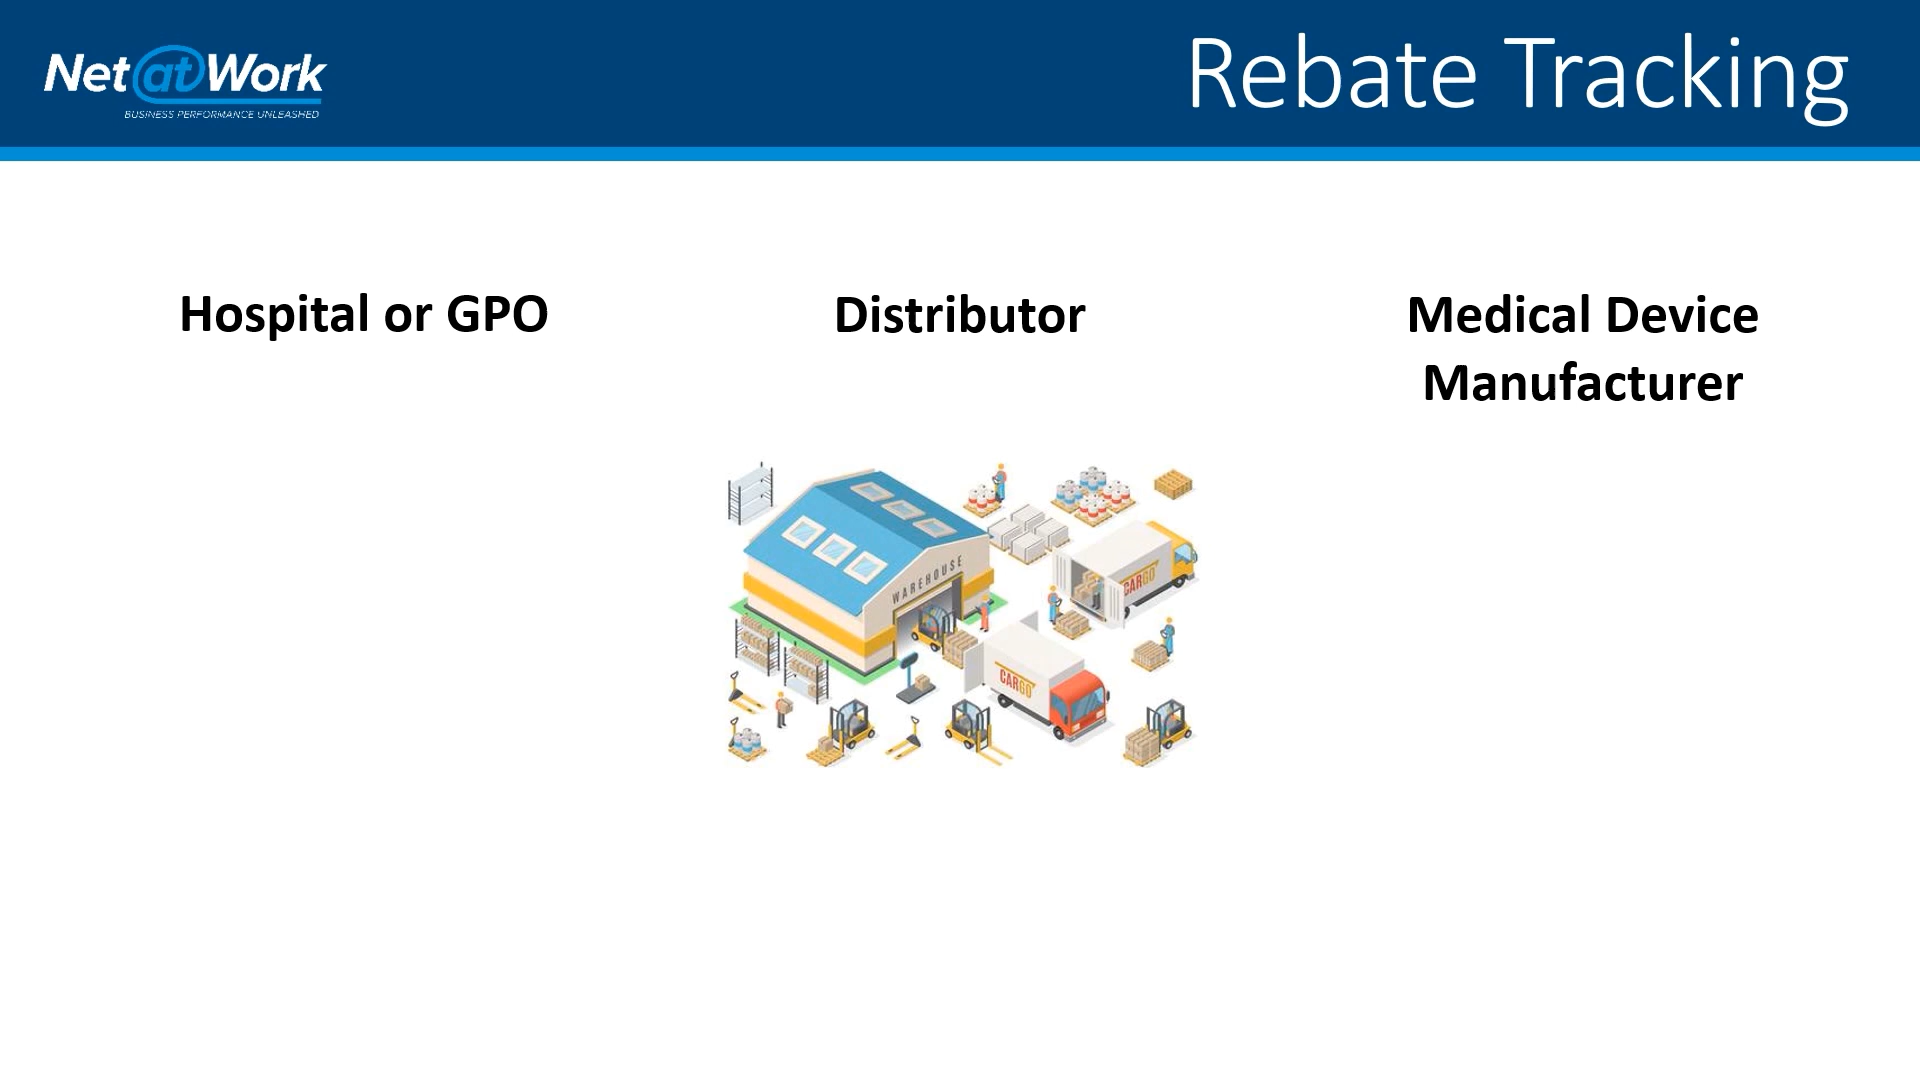 Net@Work
BUSINESS PERFORMANCE UNLEASHED
Rebate Tracking
Hospital or GPO
Distributor
Medical Device
Manufacturer
WAREHOUSE
CARGO
CARGO